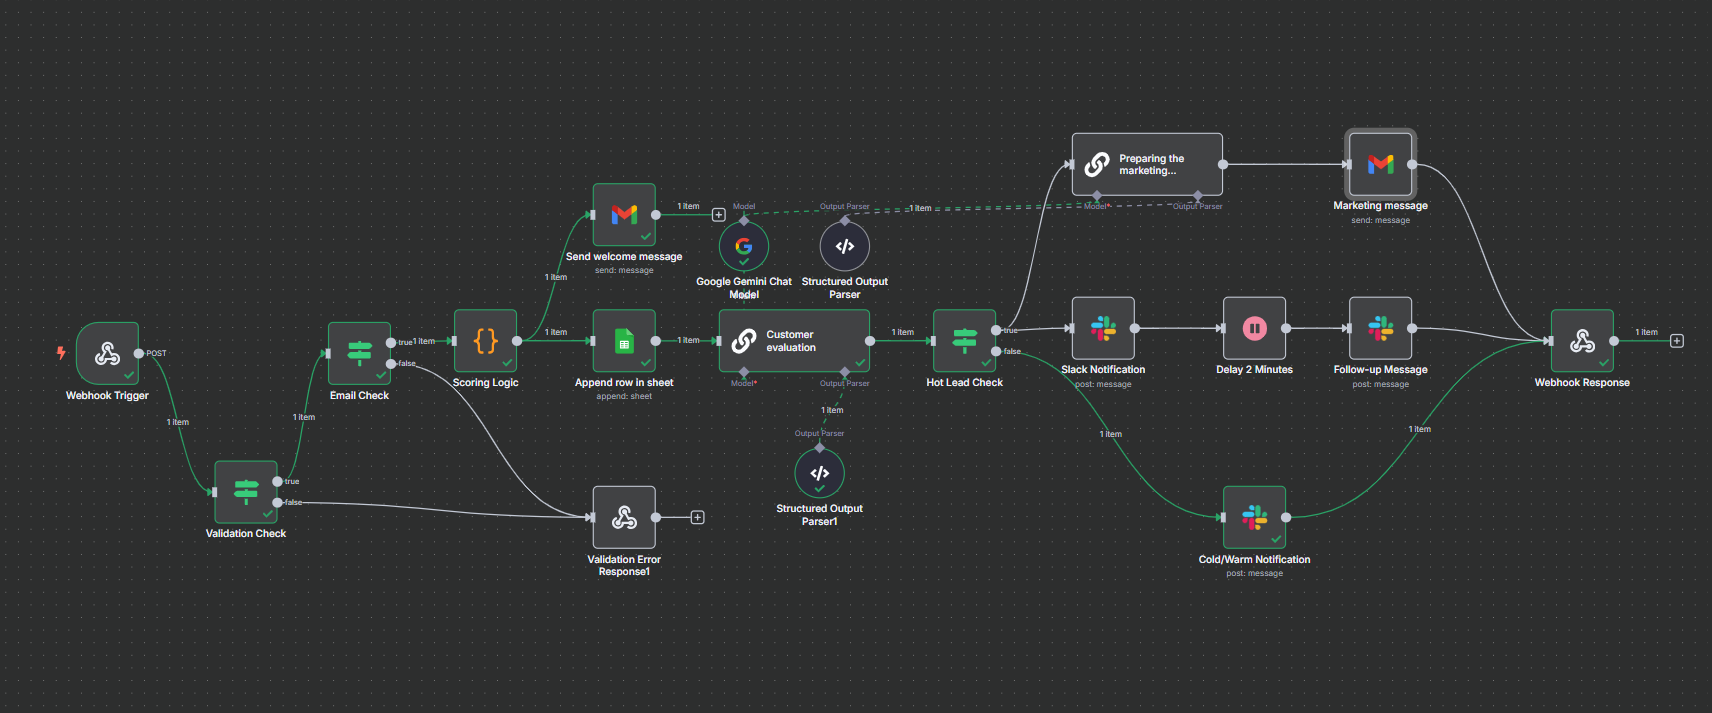 Preparing the
marketing...
Model*
Output Parser
Marketing message
send: message
1 item
Send welcome message
send: message
1 item
Model
Google Gemini Chat
Model
Output Parser
Structured Output
Parser
1 item
POST
Webhook Trigger
1 item
true
false
Validation Check
1 item
true
false
Email Check
1 item
Scoring Logic
1 item
Append row in sheet
append: sheet
1 item
Customer
evaluation
Model*
Output Parser
1 item
Output Parser
Structured Output
Parser1
1 item
true
false
Hot Lead Check
Slack Notification
post: message
Delay 2 Minutes
Follow-up Message
post: message
Webhook Response
1 item
1 item
1 item
Validation Error
Response1
Cold/Warm Notification
post: message